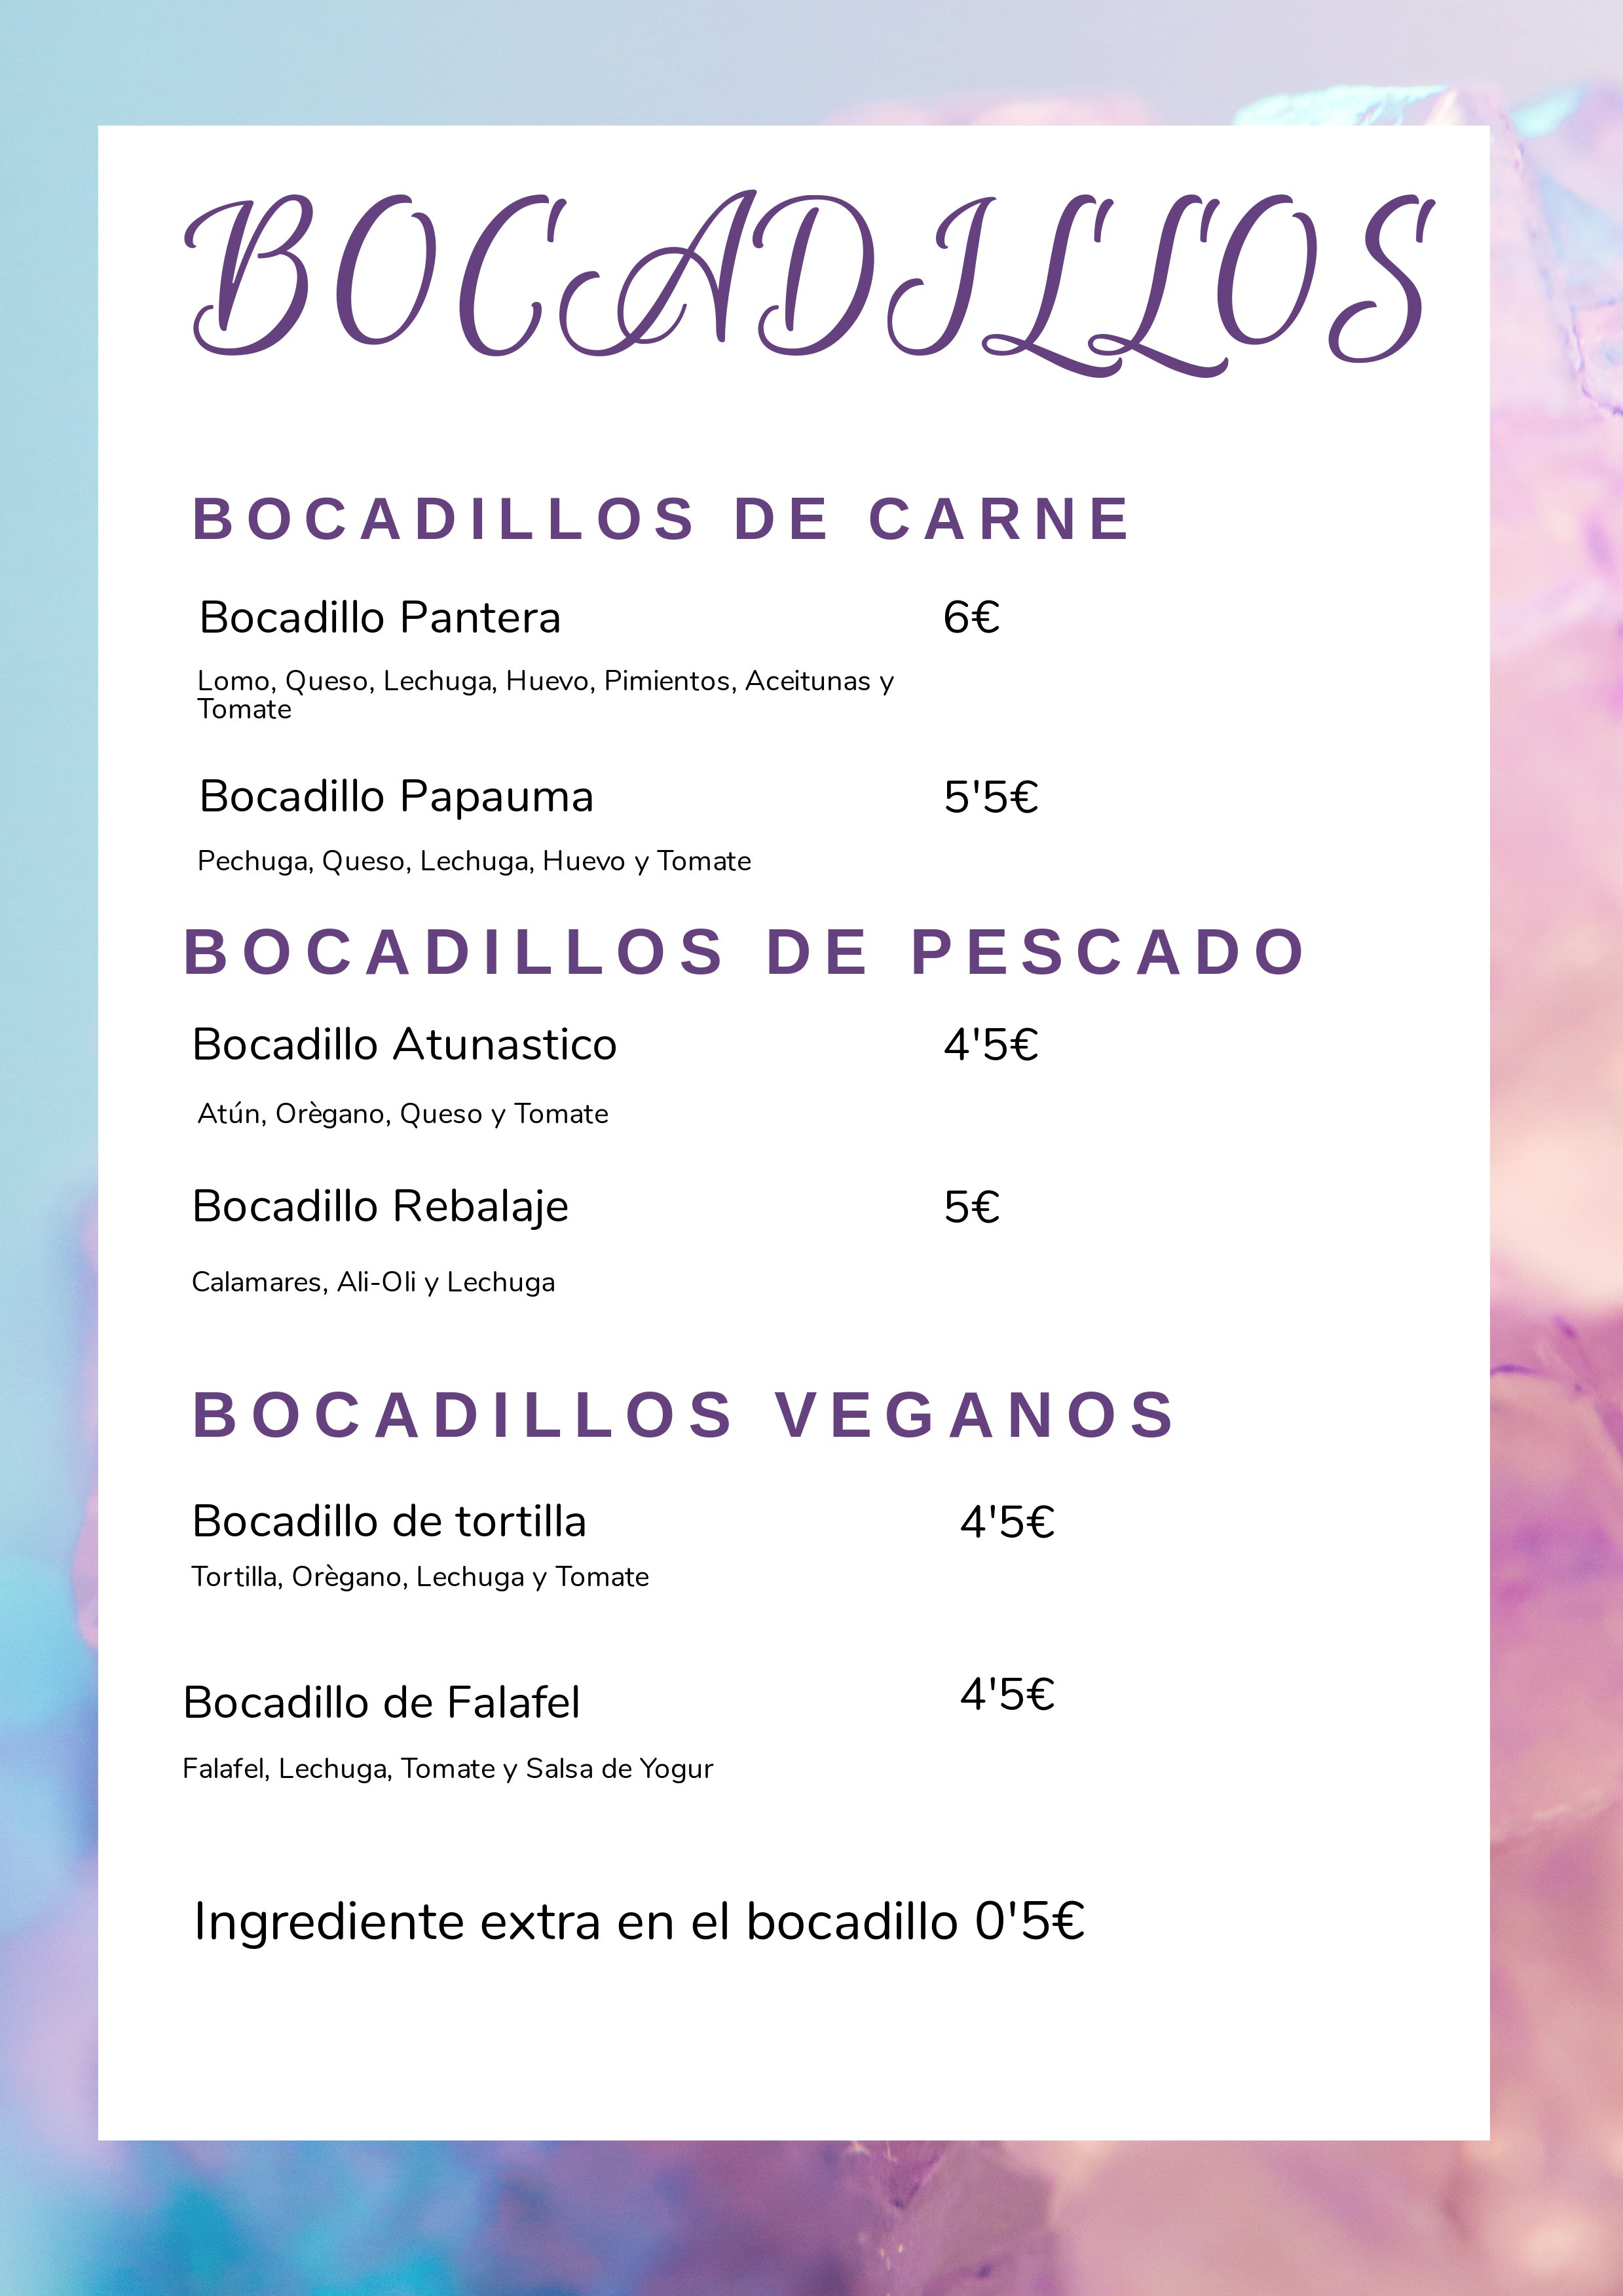 BOCADILLOS
BOCADILLOS DE CARNE
Bocadillo Pantera 6€
Lomo, Queso, Lechuga, Huevo, Pimientos, Aceitunas y
Tomate
Bocadillo Papauma 5'5€
Pechuga, Queso, Lechuga, Huevo y Tomate
BOCADILLOS DE PESCADO
Bocadillo Atunastico 4'5€
Atún, Orègano, Queso y Tomate
Bocadillo Rebalaje 5€
Calamares, Ali-Oli y Lechuga
BOCADILLOS VEGANOS
Bocadillo de tortilla 4'5€
Tortilla, Orègano, Lechuga y Tomate
Bocadillo de Falafel 4'5€
Falafel, Lechuga, Tomate y Salsa de Yogur
Ingrediente extra en el bocadillo 0'5€